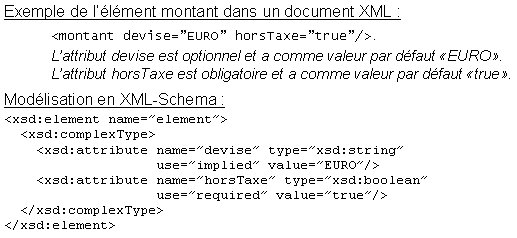 Exemple de l'élément montant dans un document XML :
<montant devise=”EURO” horsTaxe=”true”/>.
L'attribut devise est optionnel et a comme valeur par défaut «EURO».
L'attribut horsTaxe est obligatoire et a comme valeur par défaut «true».
Modélisation en XML-Schema :
<xsd:element name="element">
<xsd:complexType>
<xsd:attribute name="devise" type="xsd:string"
use="implied" value="EURO"/>
<xsd:attribute name="horsTaxe" type="xsd:boolean"
use="required" value="true"/>
</xsd:complexType>
</xsd:element>